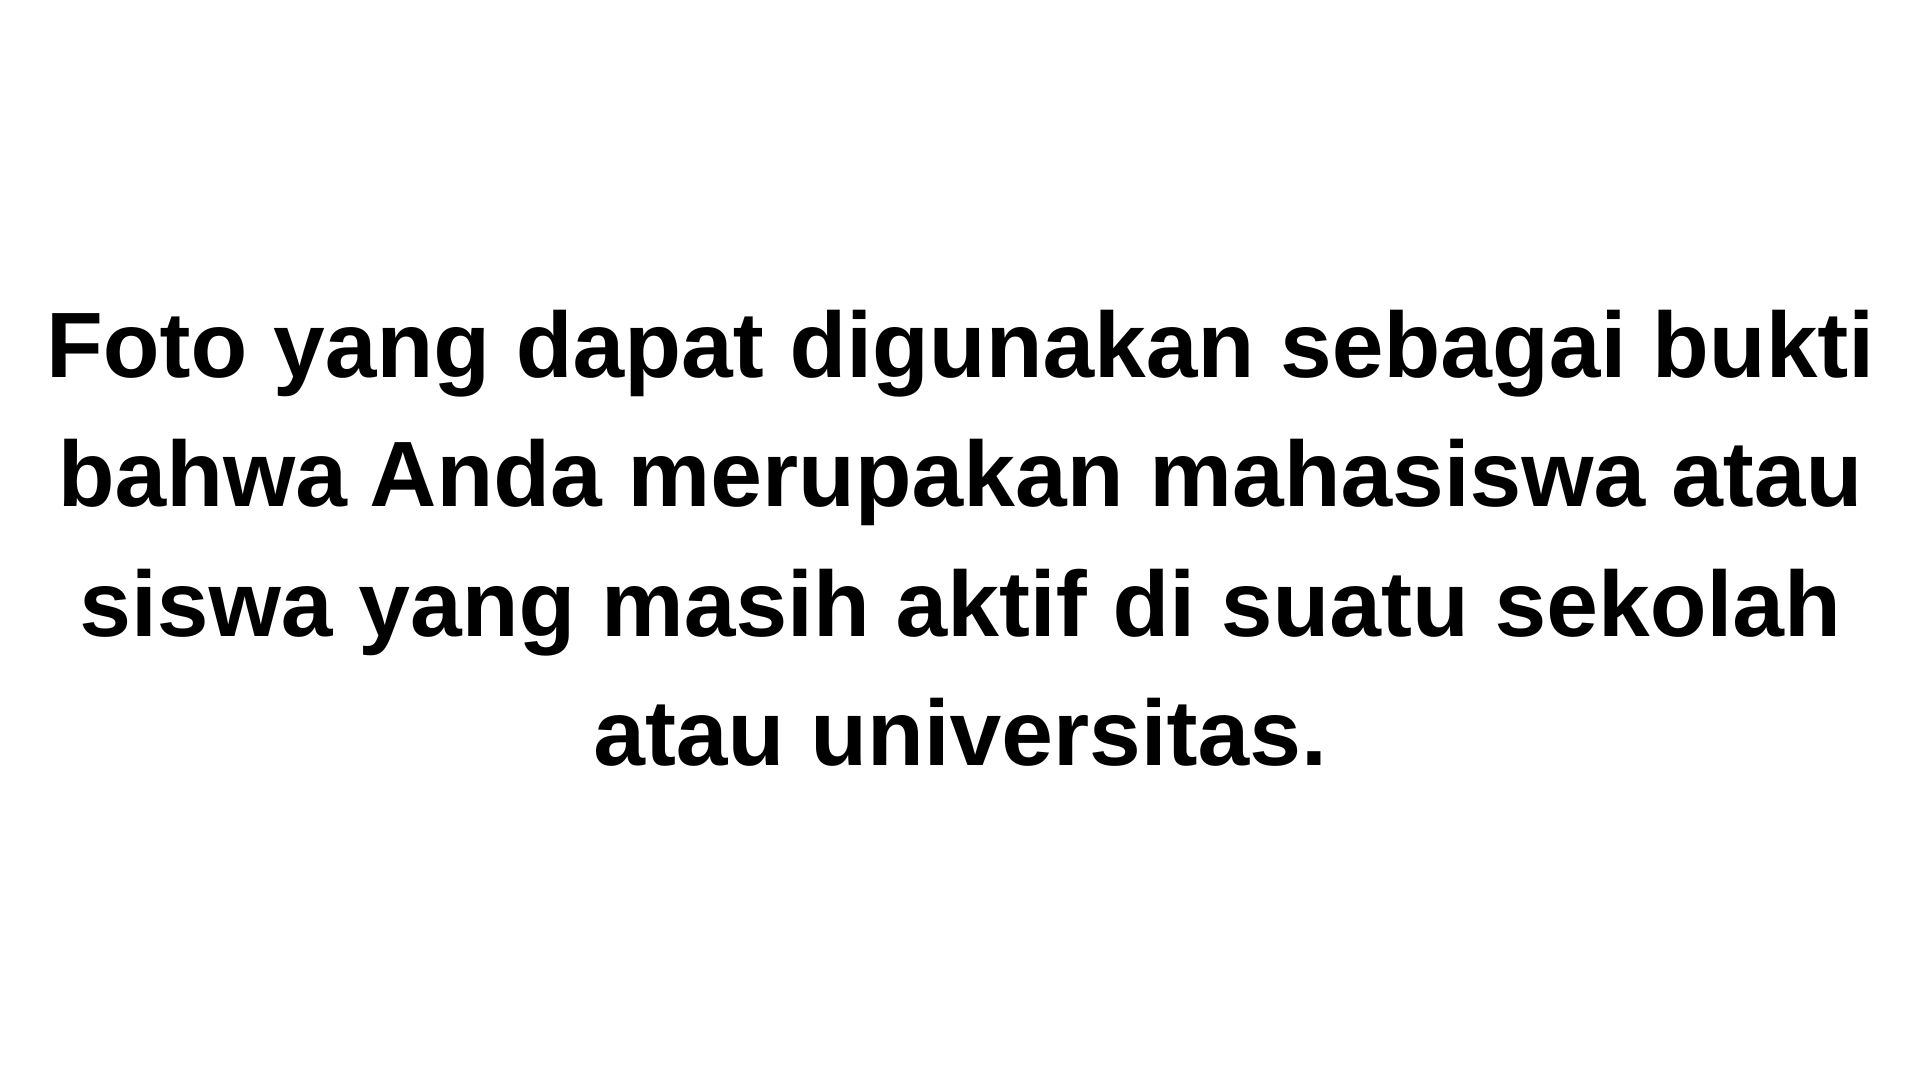 Foto yang dapat digunakan sebagai bukti
bahwa Anda merupakan mahasiswa atau
siswa yang masih aktif di suatu sekolah
atau universitas.